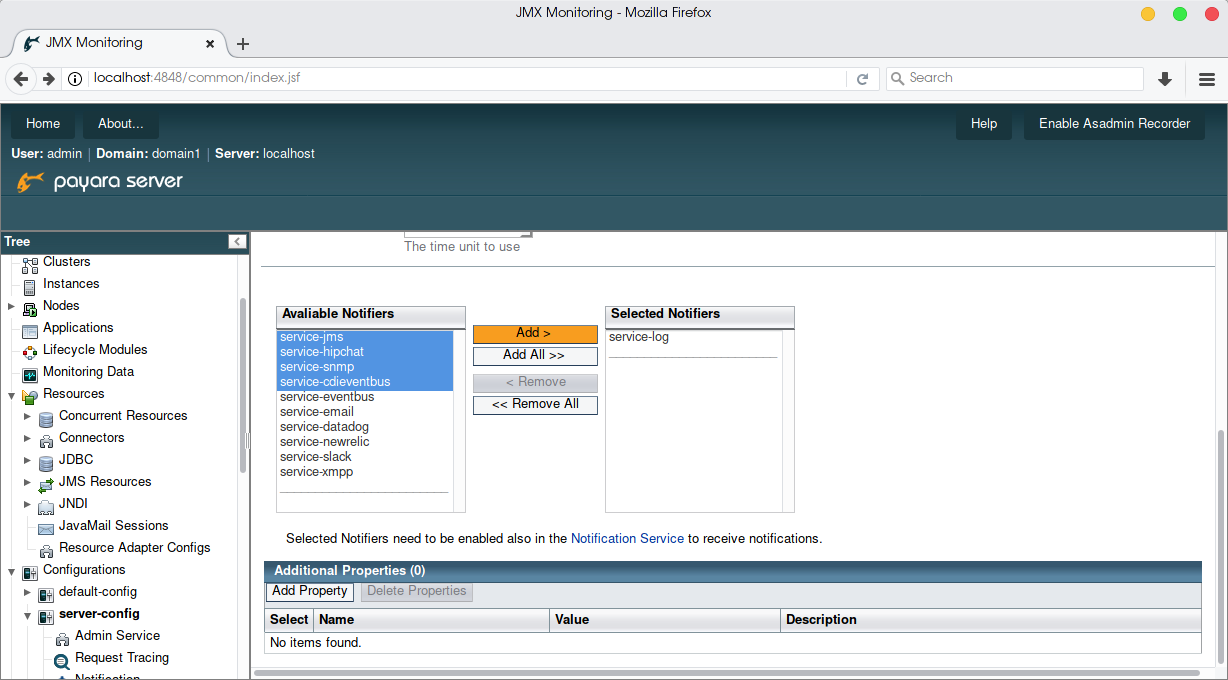 JMX Monitoring - Mozilla Firefox
JMX Monitoring
localhost:4848/common/index.jsf
Search
Home
About...
Help
Enable Asadmin Recorder
User: admin | Domain: domain1 | Server: localhost
payara server
Tree
Clusters
Instances
Nodes
Applications
Lifecycle Modules
Monitoring Data
Resources
Concurrent Resources
Connectors
JDBC
JMS Resources
JNDI
JavaMail Sessions
Resource Adapter Configs
Configurations
default-config
server-config
Admin Service
Request Tracing
Notification
The time unit to use
Avaliable Notifiers
service-jms
service-hipchat
service-snmp
service-cdieventbus
service-eventbus
service-email
service-datadog
service-newrelic
service-slack
service-xmpp
Add >
Add All >>
< Remove
<< Remove All
Selected Notifiers
service-log
Selected Notifiers need to be enabled also in the Notification Service to receive notifications.
Additional Properties (0)
Add Property
Delete Properties
Select Name Value Description
No items found.